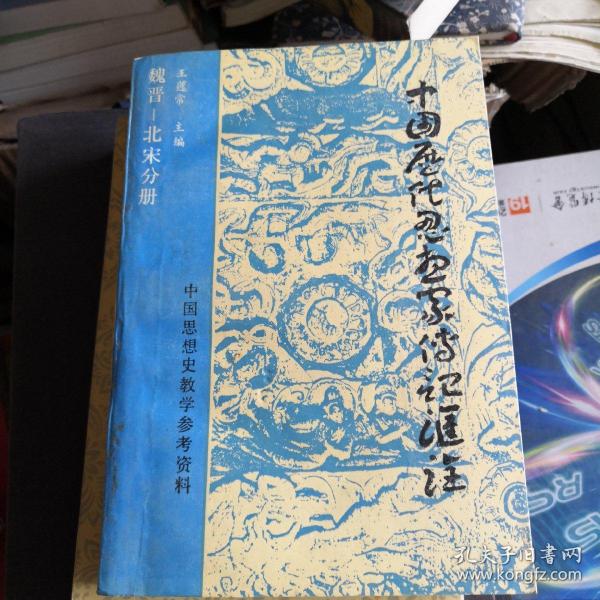 中国历代思想家传记汇注
王蘧常 主编
魏晋—北宋分册
中国思想史教学参考资料
19
孔夫子旧书网
www.kongfz.com